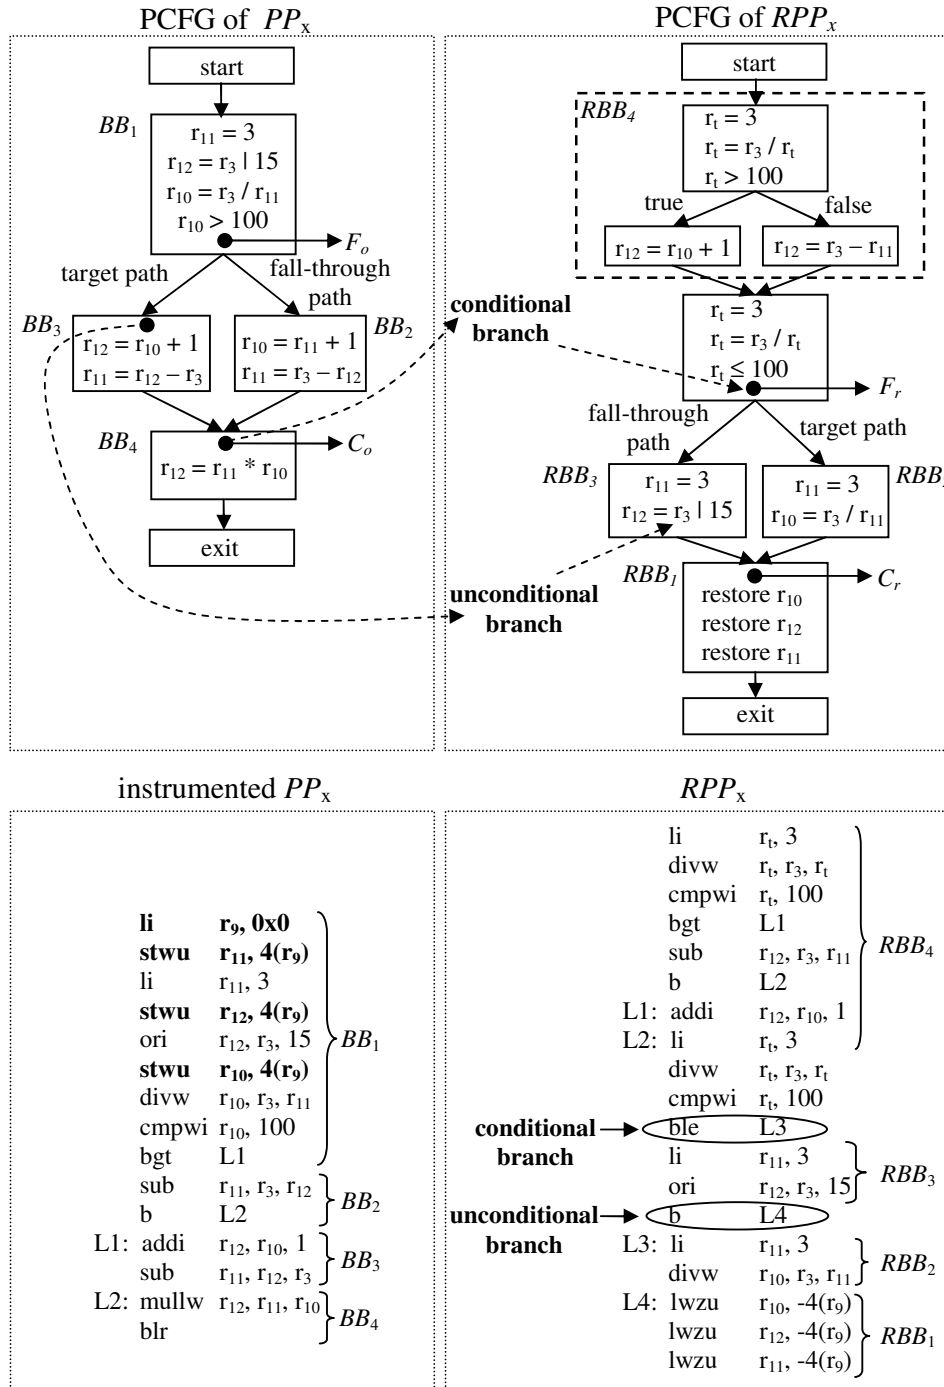 PCFG of PPx
start
BB1
r11 = 3
r12 = r3 | 15
r10 = r3 / r11
r10 > 100
Fo
target path
fall-through
path
BB3
r12 = r10 + 1
r11 = r12 − r3
BB2
r10 = r11 + 1
r11 = r3 − r12
BB4
Co
r12 = r11 * r10
exit
PCFG of RPPx
start
RBB4
rt = 3
rt = r3 / rt
rt > 100
true
false
r12 = r10 + 1
r12 = r3 − r11
conditional
branch
rt = 3
rt = r3 / rt
rt ≤ 100
Fr
fall-through
path
target path
RBB3
r11 = 3
r12 = r3 | 15
RBB
r11 = 3
r10 = r3 / r11
unconditional
branch
RBB1
Cr
restore r10
restore r12
restore r11
exit
instrumented PPx
li r9, 0x0
stwu r11, 4(r9)
li r11, 3
stwu r12, 4(r9)
ori r12, r3, 15
BB1
stwu r10, 4(r9)
divw r10, r3, r11
cmpwi r10, 100
bgt L1
sub r11, r3, r12
BB2
b L2
L1: addi r12, r10, 1
BB3
sub r11, r12, r3
L2: mullw r12, r11, r10
BB4
blr
RPPx
li rt, 3
divw rt, r3, rt
cmpwi rt, 100
bgt L1
RBB4
sub r12, r3, r11
b L2
L1: addi r12, r10, 1
L2: li rt, 3
divw rt, r3, rt
cmpwi rt, 100
conditional
branch
ble L3
li r11, 3
RBB3
ori r12, r3, 15
unconditional
branch
b L4
L3: li r11, 3
RBB2
divw r10, r3, r11
L4: lwzu r10, -4(r9)
lwzu r12, -4(r9)
RBB1
lwzu r11, -4(r9)